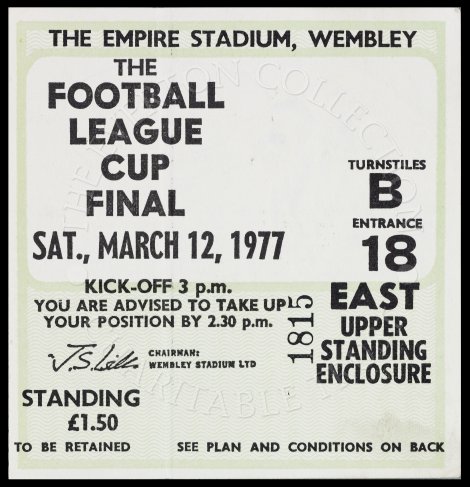 THE EMPIRE STADIUM, WEMBLEY
THE
FOOTBALL
LEAGUE
CUP
FINAL
SAT., MARCH 12, 1977
KICK-OFF 3 p.m.
YOU ARE ADVISED TO TAKE UP
YOUR POSITION BY 2.30 p.m.
CHAIRMAN:
WEMBLEY STADIUM LTD
STANDING
£1.50
TURNSTILES
B
ENTRANCE
18
EAST
UPPER
STANDING
ENCLOSURE
1815
TO BE RETAINED SEE PLAN AND CONDITIONS ON BACK